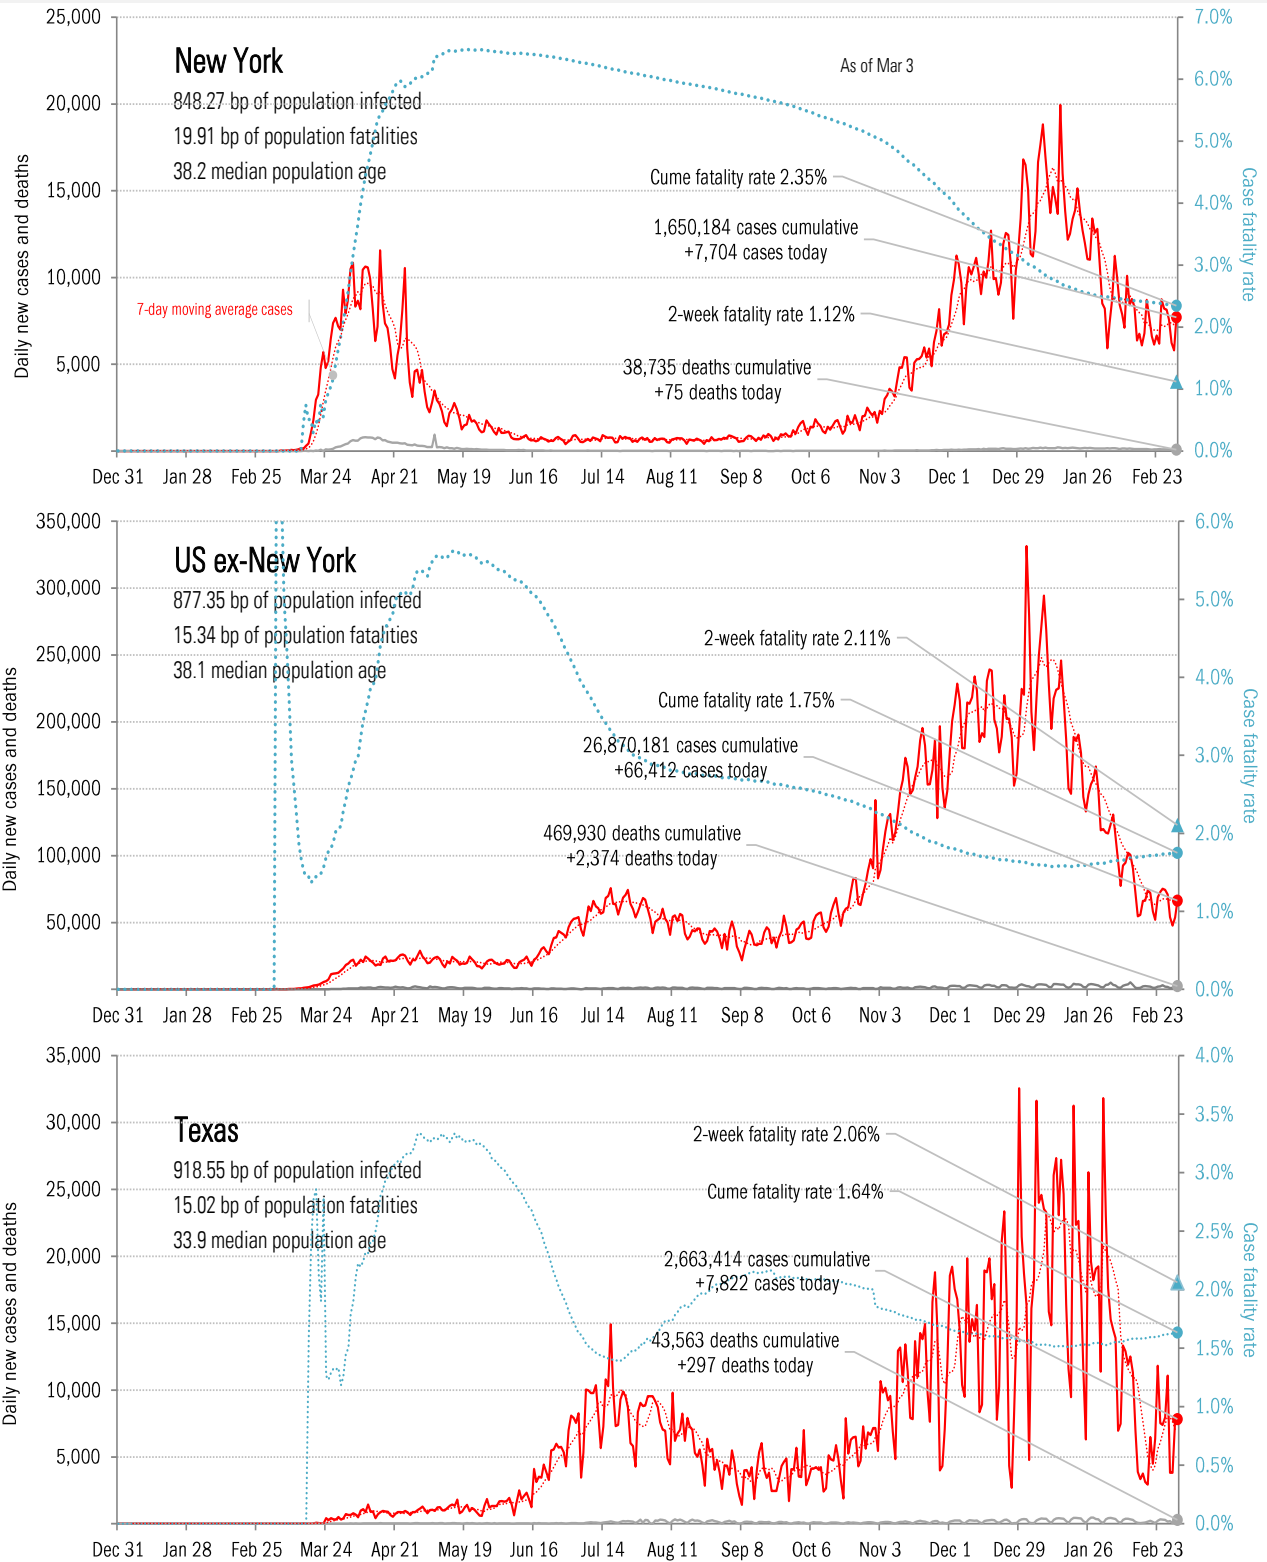 25,000
7.0%
New York
As of Mar 3
848.27 bp of population infected
19.91 bp of population fatalities
38.2 median population age
20,000
6.0%
5.0%
15,000
Cume fatality rate 2.35%
4.0%
1,650,184 cases cumulative
+7,704 cases today
10,000
3.0%
7-day moving average cases
2-week fatality rate 1.12%
2.0%
5,000
38,735 deaths cumulative
+75 deaths today
1.0%
0.0%
Daily new cases and deaths
Case fatality rate
Dec 31 Jan 28 Feb 25 Mar 24 Apr 21 May 19 Jun 16 Jul 14 Aug 11 Sep 8 Oct 6 Nov 3 Dec 1 Dec 29 Jan 26 Feb 23
350,000
6.0%
US ex-New York
877.35 bp of population infected
15.34 bp of population fatalities
38.1 median population age
300,000
5.0%
250,000
2-week fatality rate 2.11%
4.0%
Cume fatality rate 1.75%
200,000
26,870,181 cases cumulative
+66,412 cases today
3.0%
150,000
469,930 deaths cumulative
+2,374 deaths today
2.0%
100,000
50,000
1.0%
0.0%
Daily new cases and deaths
Case fatality rate
Dec 31 Jan 28 Feb 25 Mar 24 Apr 21 May 19 Jun 16 Jul 14 Aug 11 Sep 8 Oct 6 Nov 3 Dec 1 Dec 29 Jan 26 Feb 23
35,000
4.0%
Texas
918.55 bp of population infected
15.02 bp of population fatalities
33.9 median population age
30,000
3.5%
2-week fatality rate 2.06%
3.0%
25,000
Cume fatality rate 1.64%
2.5%
20,000
2,663,414 cases cumulative
+7,822 cases today
2.0%
15,000
43,563 deaths cumulative
+297 deaths today
1.5%
10,000
1.0%
5,000
0.5%
0.0%
Daily new cases and deaths
Case fatality rate
Dec 31 Jan 28 Feb 25 Mar 24 Apr 21 May 19 Jun 16 Jul 14 Aug 11 Sep 8 Oct 6 Nov 3 Dec 1 Dec 29 Jan 26 Feb 23